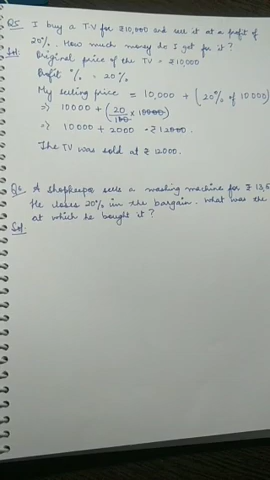 Q5 I buy a T.V for ₹10,000 and sell it at a profit of
20%. How much money do I get for it?
Sol. Original price of the TV = ₹10,000
Profit % = 20%
My selling price = 10,000 + (20% of 10000)
⇒ 10000 + (20/100 x 10000)
⇒ 10000 + 2000 = ₹12000.
The TV was sold at ₹ 12000.
Q6. A shopkeeper sells a washing machine for ₹ 13,5
He loses 20% in the bargain. What was the
at which he bought it?
Sol.